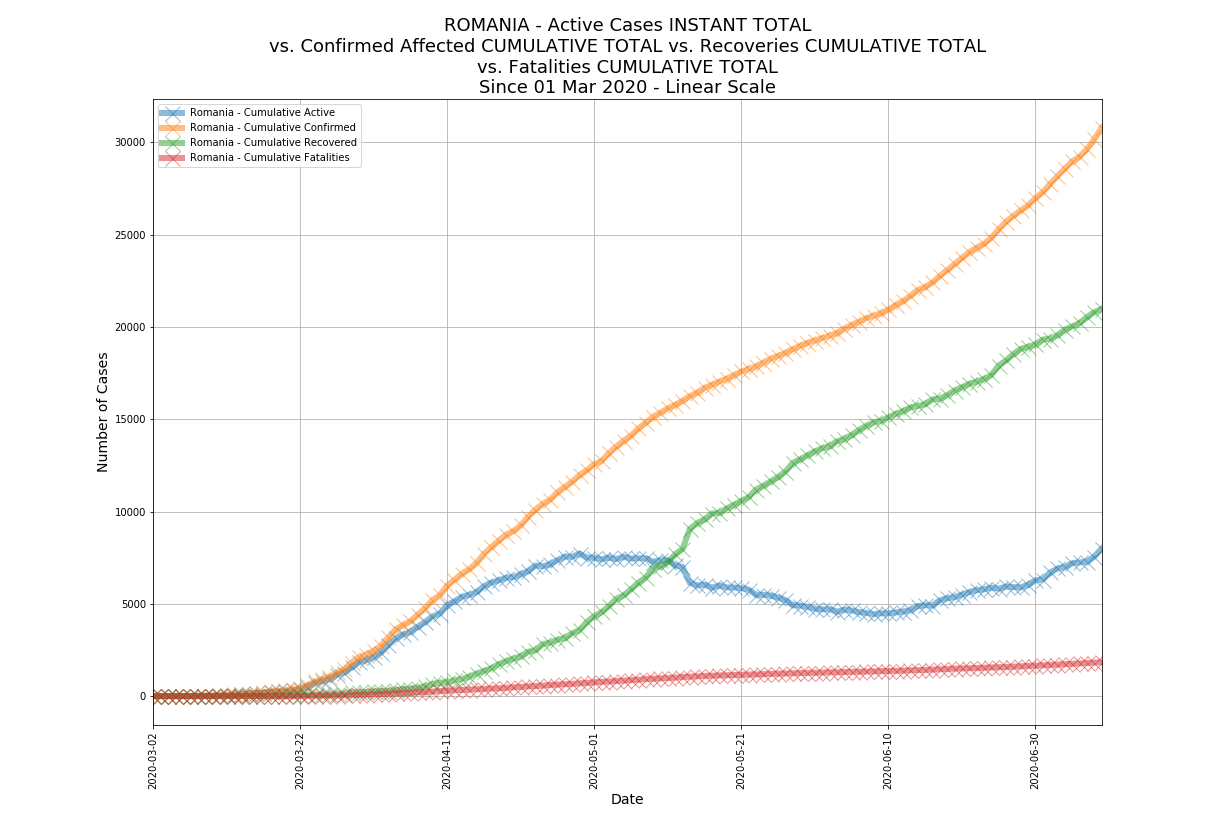 ROMANIA - Active Cases INSTANT TOTAL
vs. Confirmed Affected CUMULATIVE TOTAL vs. Recoveries CUMULATIVE TOTAL
vs. Fatalities CUMULATIVE TOTAL
Since 01 Mar 2020 - Linear Scale
Romania - Cumulative Active
Romania - Cumulative Confirmed
Romania - Cumulative Recovered
Romania - Cumulative Fatalities
Number of Cases
30000
25000
20000
15000
10000
5000
0
2020-03-02
2020-03-22
2020-04-11
2020-05-01
2020-05-21
2020-06-10
2020-06-30
Date